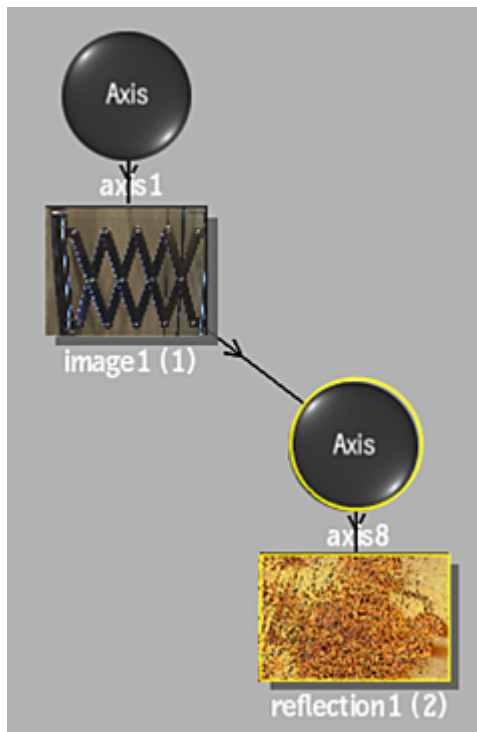 Axis
axis1
image1 (1)
Axis
axis8
reflection1 (2)